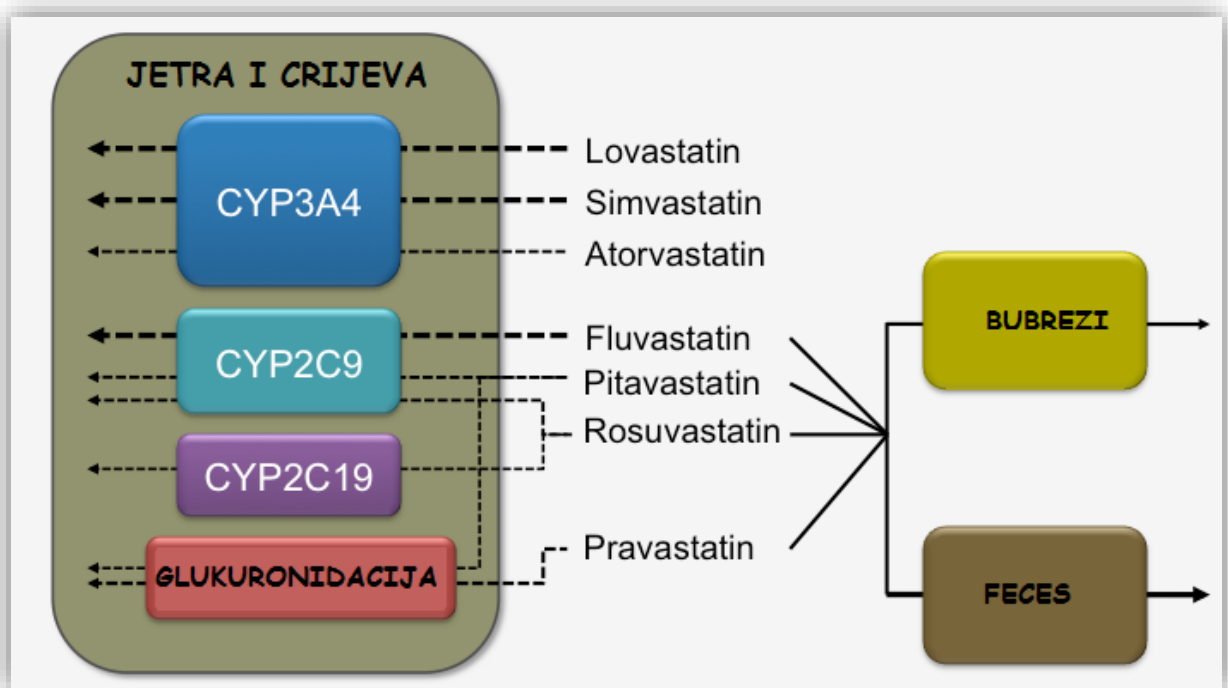 JETRA I CRIJEVA
CYP3A4
Lovastatin
Simvastatin
Atorvastatin
CYP2C9
Fluvastatin
Pitavastatin
Rosuvastatin
CYP2C19
GLUKURONIDACIJA
Pravastatin
BUBREZI
FECES